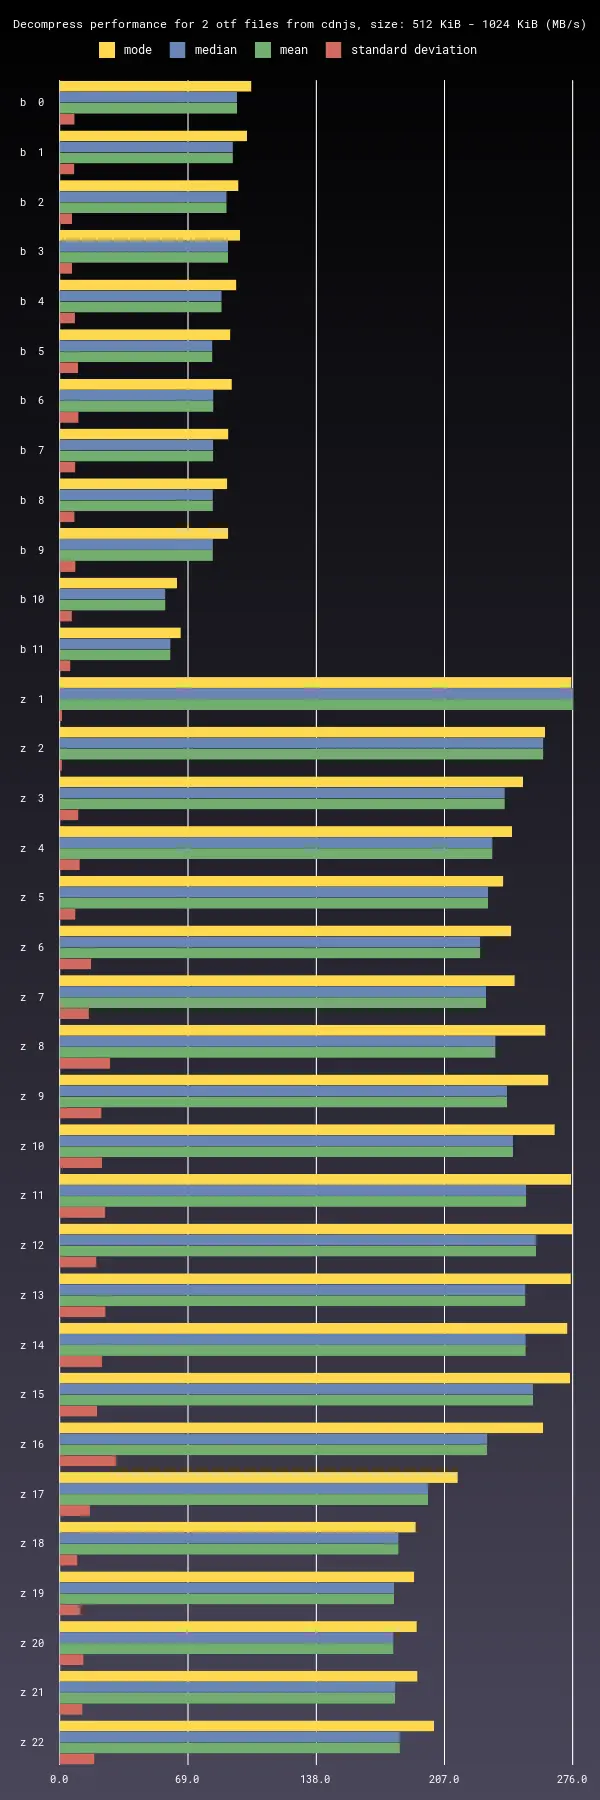 Decompress performance for 2 otf files from cdnjs, size: 512 KiB - 1024 KiB (MB/s)
mode median mean standard deviation
b 0
b 1
b 2
b 3
b 4
b 5
b 6
b 7
b 8
b 9
b 10
b 11
z 1
z 2
z 3
z 4
z 5
z 6
z 7
z 8
z 9
z 10
z 11
z 12
z 13
z 14
z 15
z 16
z 17
z 18
z 19
z 20
z 21
z 22
0.0 69.0 138.0 207.0 276.0